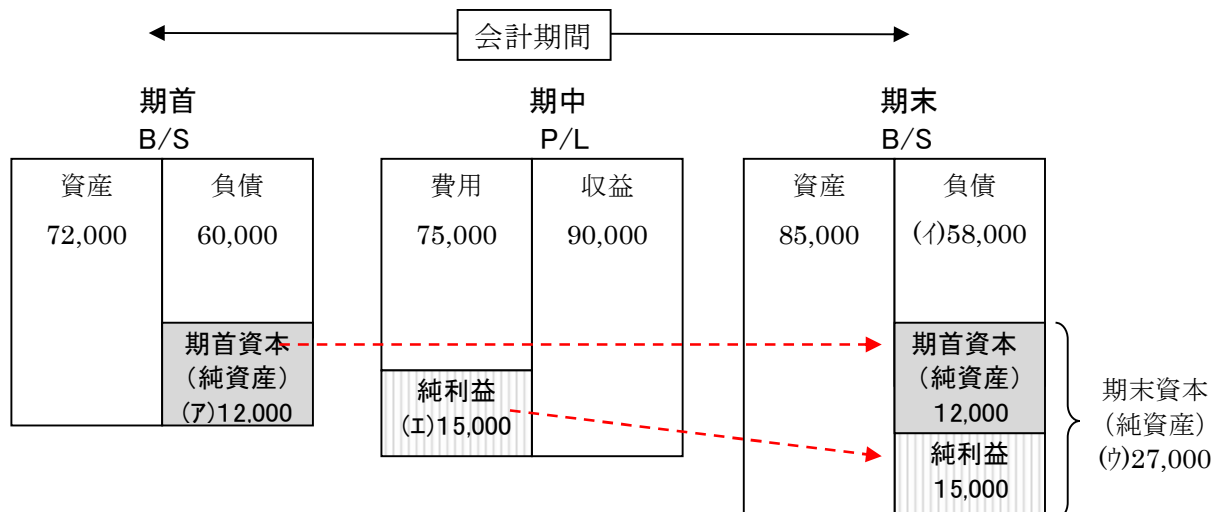 会計期間
期首
B/S
資産
72,000
負債
60,000
期首資本
（純資産）
(ア)12,000
期中
P/L
費用
75,000
純利益
(エ)15,000
収益
90,000
期末
B/S
資産
85,000
負債
(イ)58,000
期首資本
（純資産）
12,000
純利益
15,000
期末資本
（純資産）
(ウ)27,000